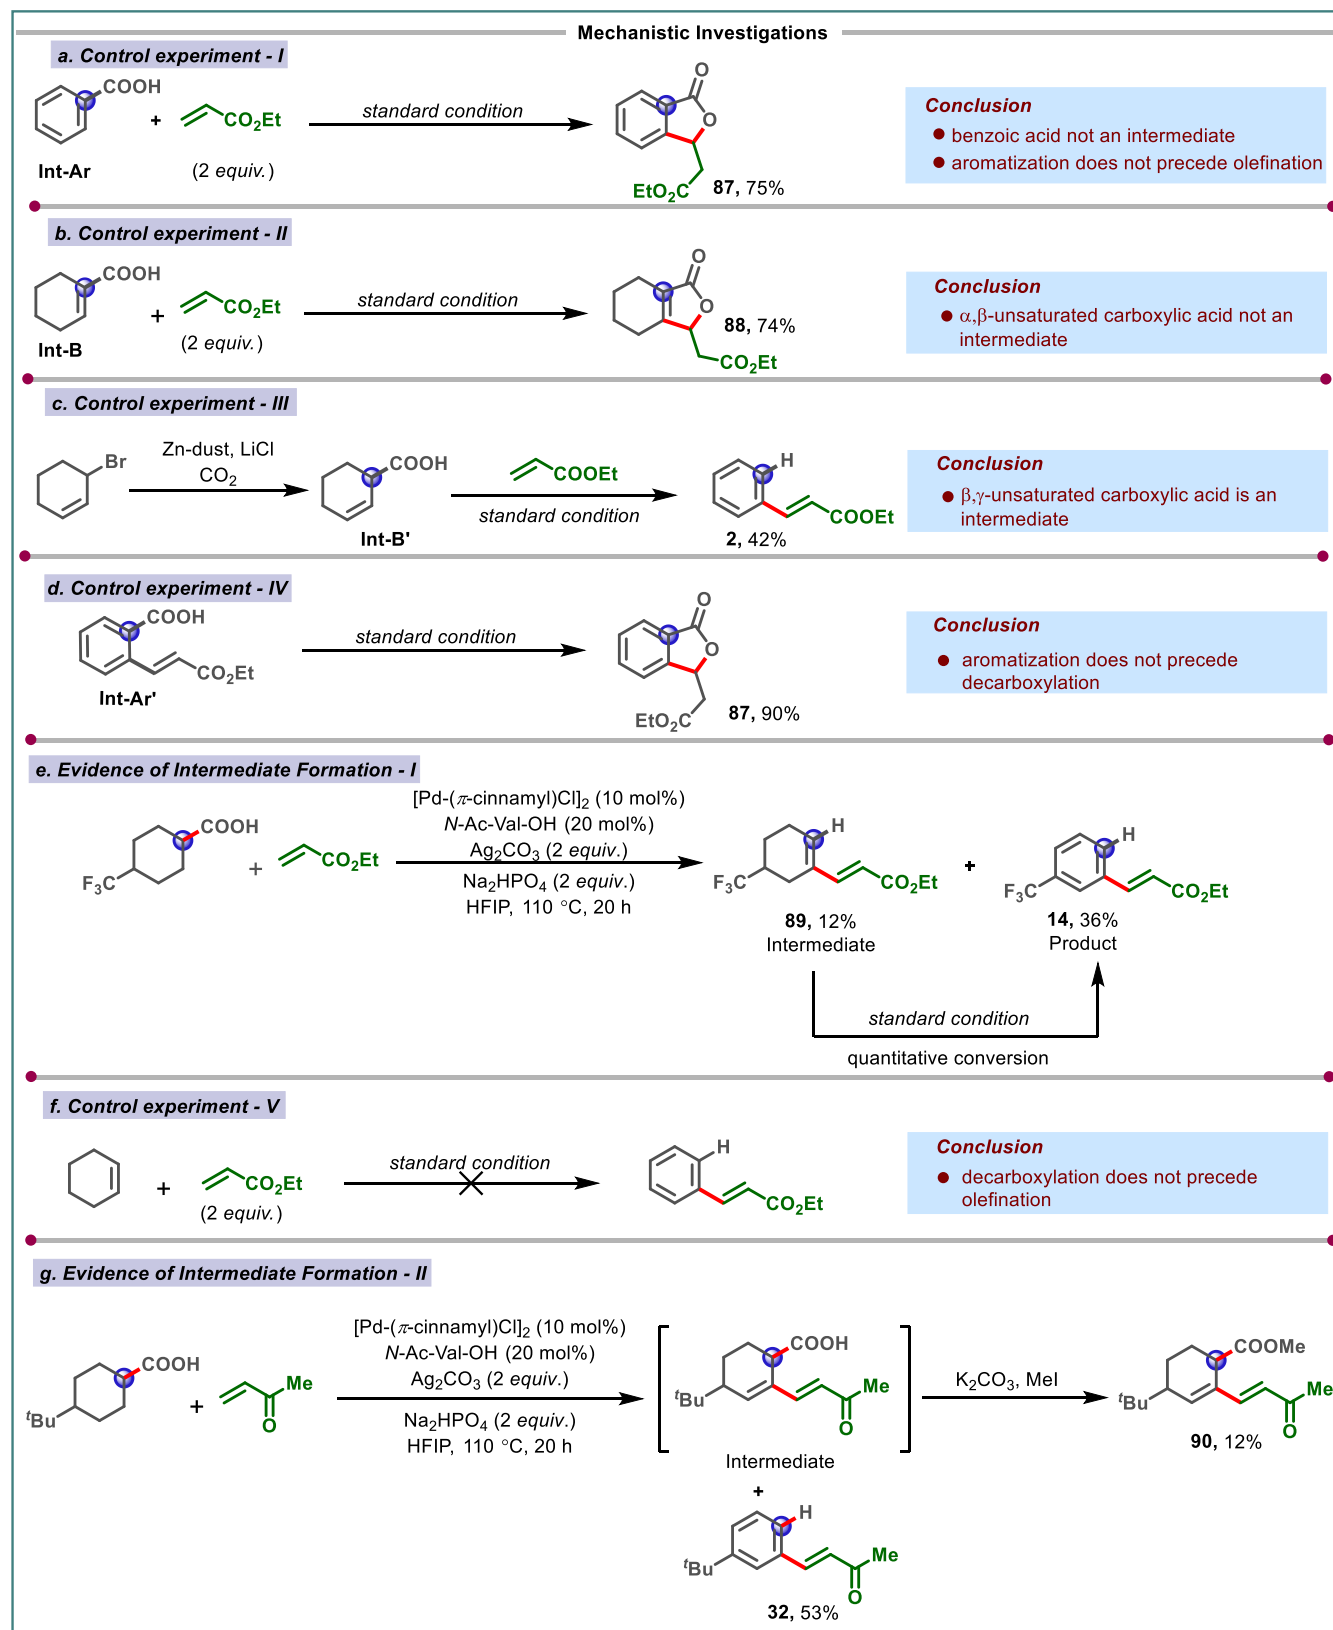 Mechanistic Investigations
a. Control experiment - I
COOH
+
CO2Et
Int-Ar
(2 equiv.)
standard condition
O
O
EtO2C
87, 75%
Conclusion
benzoic acid not an intermediate
aromatization does not precede olefination
b. Control experiment - II
COOH
+
CO2Et
Int-B
(2 equiv.)
standard condition
O
O
88, 74%
CO2Et
Conclusion
α,β-unsaturated carboxylic acid not an
intermediate
c. Control experiment - III
Br
Zn-dust, LiCl
CO2
COOH
Int-B'
COOEt
standard condition
H
COOEt
2, 42%
Conclusion
β,γ-unsaturated carboxylic acid is an
intermediate
d. Control experiment - IV
COOH
CO2Et
Int-Ar'
standard condition
O
O
EtO2C
87, 90%
Conclusion
aromatization does not precede
decarboxylation
e. Evidence of Intermediate Formation - I
COOH
F3C
+
CO2Et
[Pd-(π-cinnamyl)Cl]2 (10 mol%)
N-Ac-Val-OH (20 mol%)
Ag2CO3 (2 equiv.)
Na2HPO4 (2 equiv.)
HFIP, 110 °C, 20 h
H
F3C
CO2Et
89, 12%
Intermediate
+
H
F3C
CO2Et
14, 36%
Product
standard condition
quantitative conversion
f. Control experiment - V
+
CO2Et
(2 equiv.)
standard condition
H
CO2Et
Conclusion
decarboxylation does not precede
olefination
g. Evidence of Intermediate Formation - II
COOH
tBu
+
Me
O
[Pd-(π-cinnamyl)Cl]2 (10 mol%)
N-Ac-Val-OH (20 mol%)
Ag2CO3 (2 equiv.)
Na2HPO4 (2 equiv.)
HFIP, 110 °C, 20 h
COOH
tBu
Me
O
Intermediate
+
H
tBu
Me
O
32, 53%
K2CO3, MeI
COOMe
tBu
Me
O
90, 12%